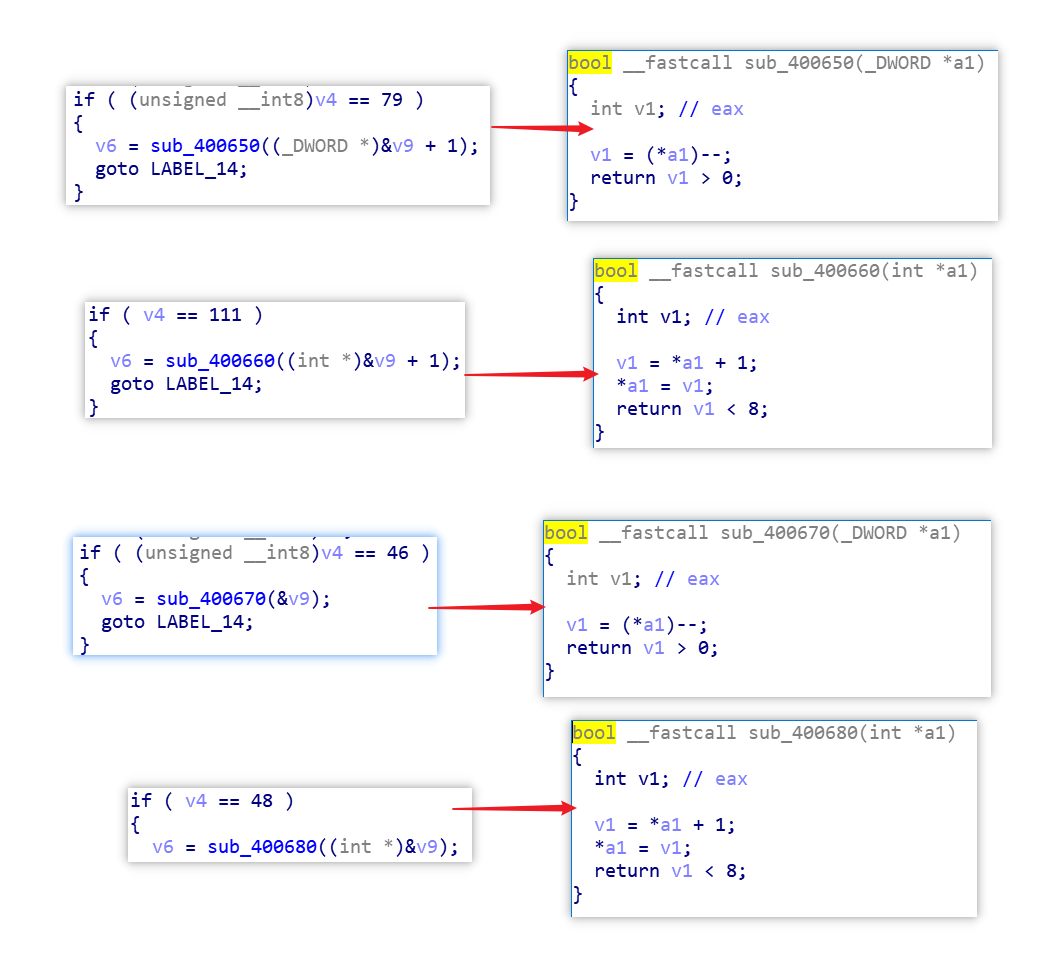 if ( (unsigned __int8)v4 == 79 )
{
  v6 = sub_400650((_DWORD *)&v9 + 1);
  goto LABEL_14;
}
bool __fastcall sub_400650(_DWORD *a1)
{
  int v1; // eax
  v1 = (*a1)--;
  return v1 > 0;
}
if ( v4 == 111 )
{
  v6 = sub_400660((int *)&v9 + 1);
  goto LABEL_14;
}
bool __fastcall sub_400660(int *a1)
{
  int v1; // eax
  v1 = *a1 + 1;
  *a1 = v1;
  return v1 < 8;
}
if ( (unsigned __int8)v4 == 46 )
{
  v6 = sub_400670(&v9);
  goto LABEL_14;
}
bool __fastcall sub_400670(_DWORD *a1)
{
  int v1; // eax
  v1 = (*a1)--;
  return v1 > 0;
}
if ( v4 == 48 )
{
  v6 = sub_400680((int *)&v9);
bool __fastcall sub_400680(int *a1)
{
  int v1; // eax
  v1 = *a1 + 1;
  *a1 = v1;
  return v1 < 8;
}